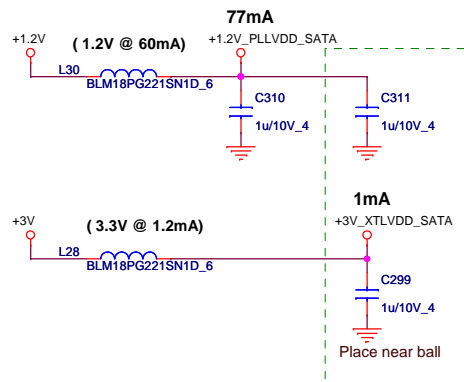 77mA
+1.2V
( 1.2V @ 60mA)
+1.2V_PLLVDD_SATA
L30
BLM18PG221SN1D_6
C310
1u/10V_4
C311
1u/10V_4
1mA
+3V
( 3.3V @ 1.2mA)
+3V_XTLVDD_SATA
L28
BLM18PG221SN1D_6
C299
1u/10V_4
Place near ball